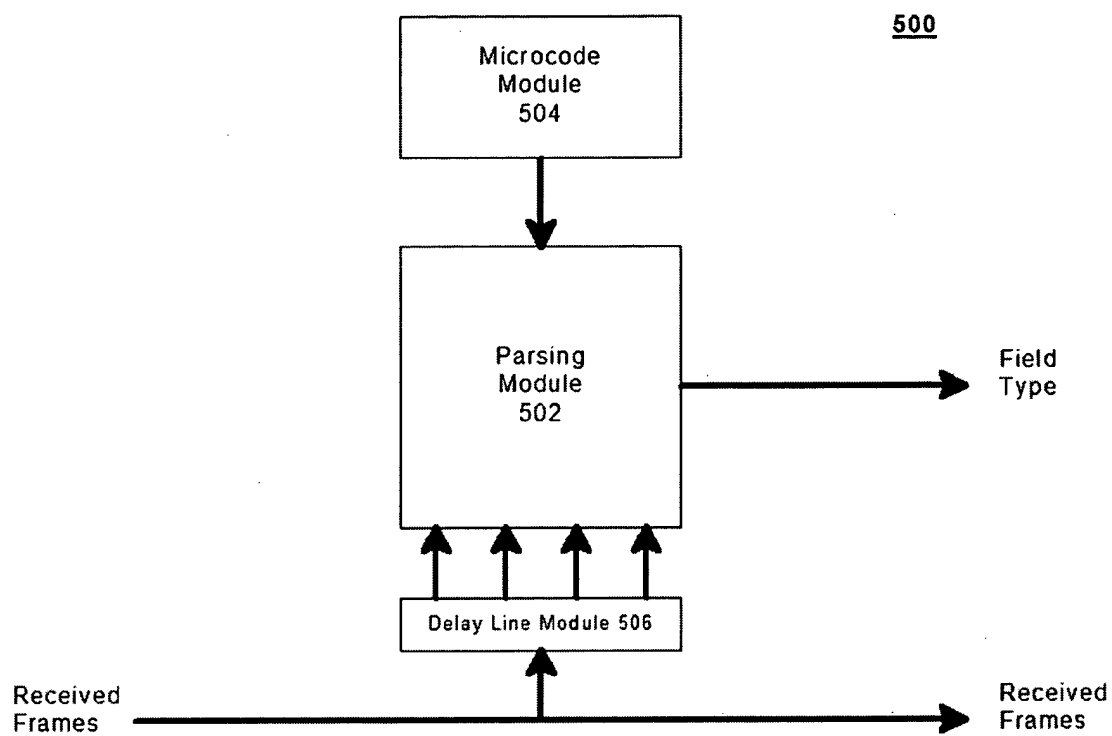 500
Microcode
Module
504
Parsing
Module
502
Field
Type
Delay Line Module 506
Received
Frames
Received
Frames